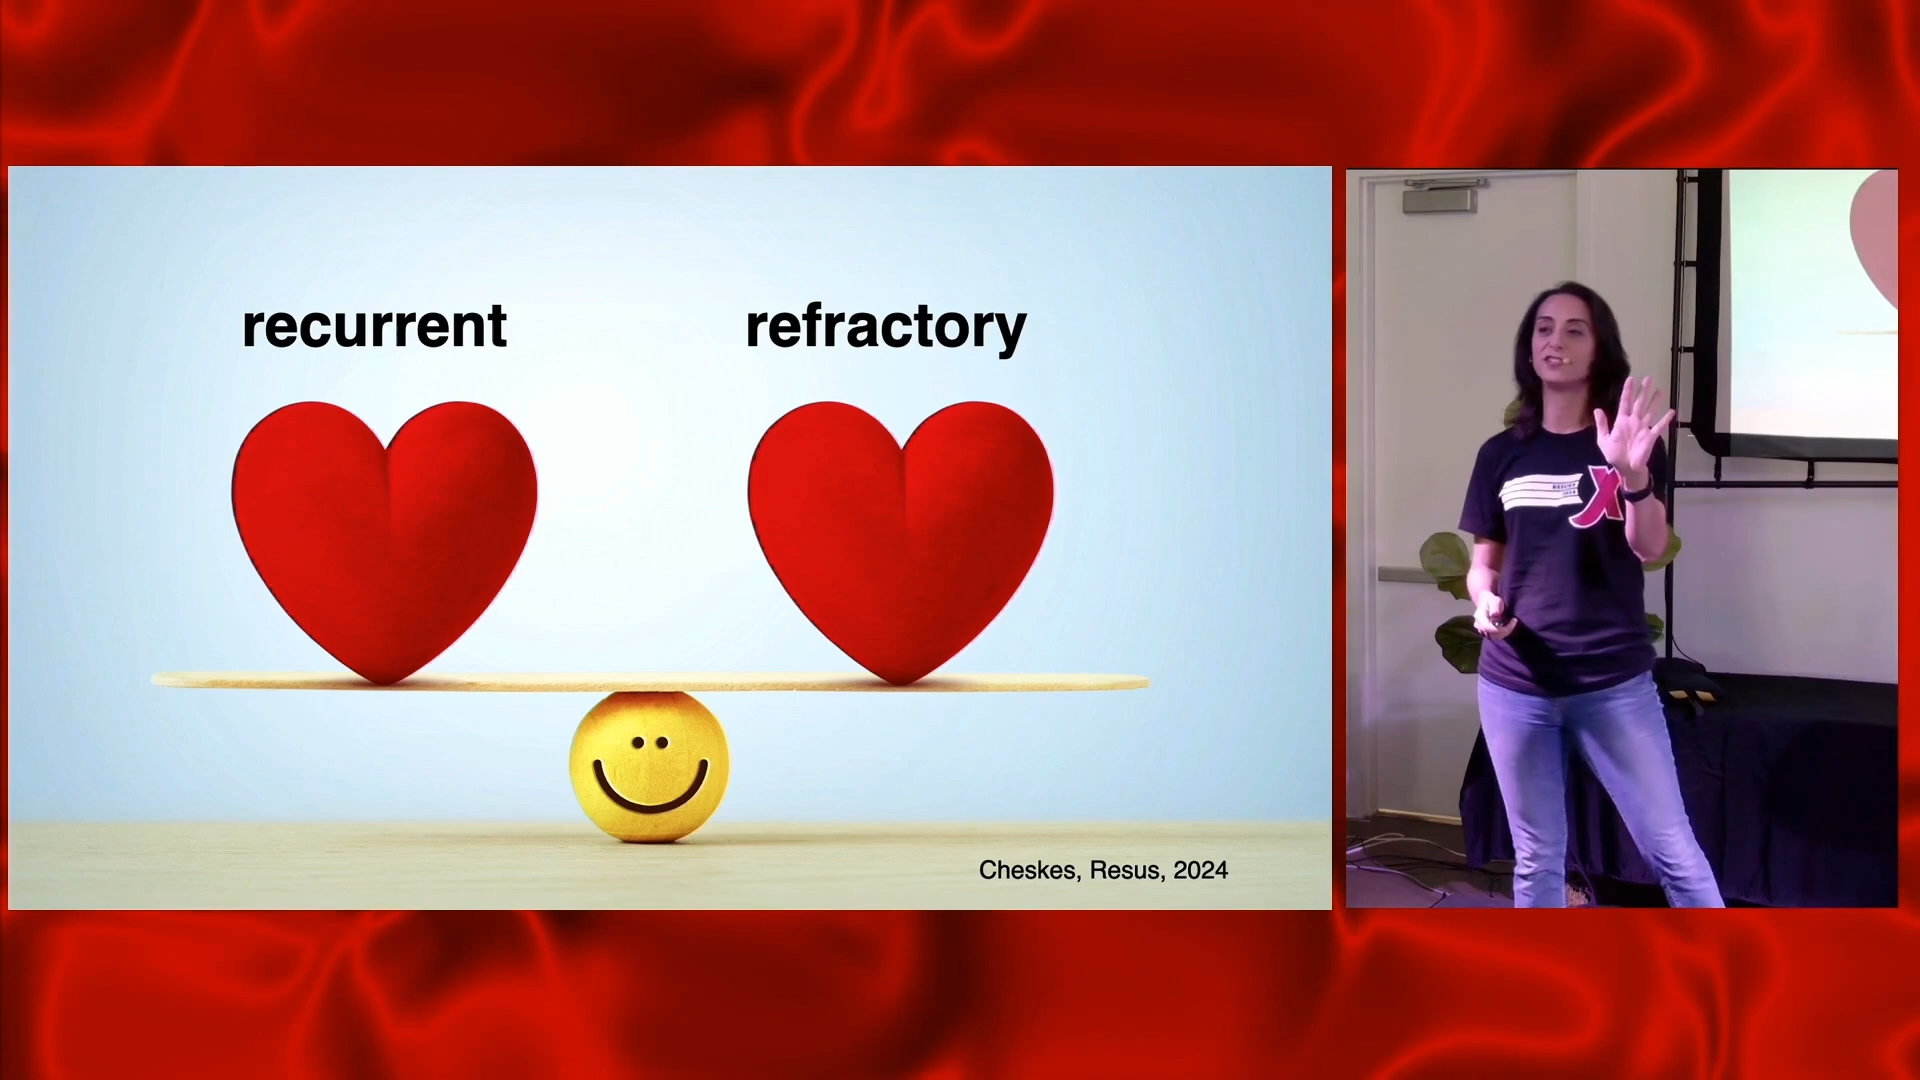 recurrent
refractory
Cheskes, Resus, 2024
X